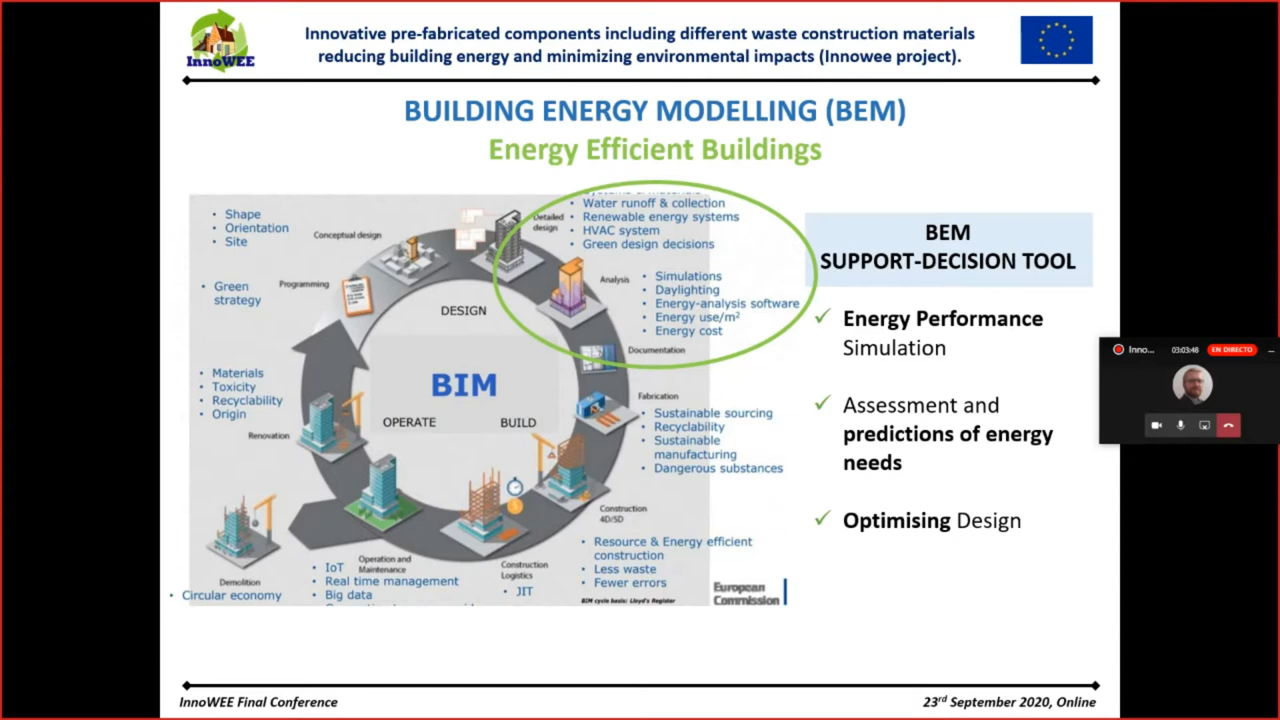 InnoWEE
Innovative pre-fabricated components including different waste construction materials
reducing building energy and minimizing environmental impacts (Innowee project).
BUILDING ENERGY MODELLING (BEM)
Energy Efficient Buildings
• Shape
• Orientation
• Site
Conceptual design
Detailed
design
• Water runoff & collection
• Renewable energy systems
• HVAC system
• Green design decisions
• Green
strategy
Programming
Analysis
• Simulations
• Daylighting
• Energy-analysis software
• Energy use/m²
• Energy cost
DESIGN
Documentation
BIM
OPERATE
BUILD
• Materials
• Toxicity
• Recyclability
• Origin
Renovation
Fabrication
• Sustainable sourcing
• Recyclability
• Sustainable
manufacturing
• Dangerous substances
Construction
4D/5D
• Resource & Energy efficient
construction
• Less waste
• Fewer errors
Construction
Logistics
• JIT
Operation and
Maintenance
• IoT
• Real time management
• Big data
Demolition
• Circular economy
BIM cycle basis: Lloyd's Register
European
Commission
BEM
SUPPORT-DECISION TOOL
✓ Energy Performance
Simulation
✓ Assessment and
predictions of energy
needs
✓ Optimising Design
Inno...
03:03:48
EN DIRECTO
InnoWEE Final Conference
23rd September 2020, Online